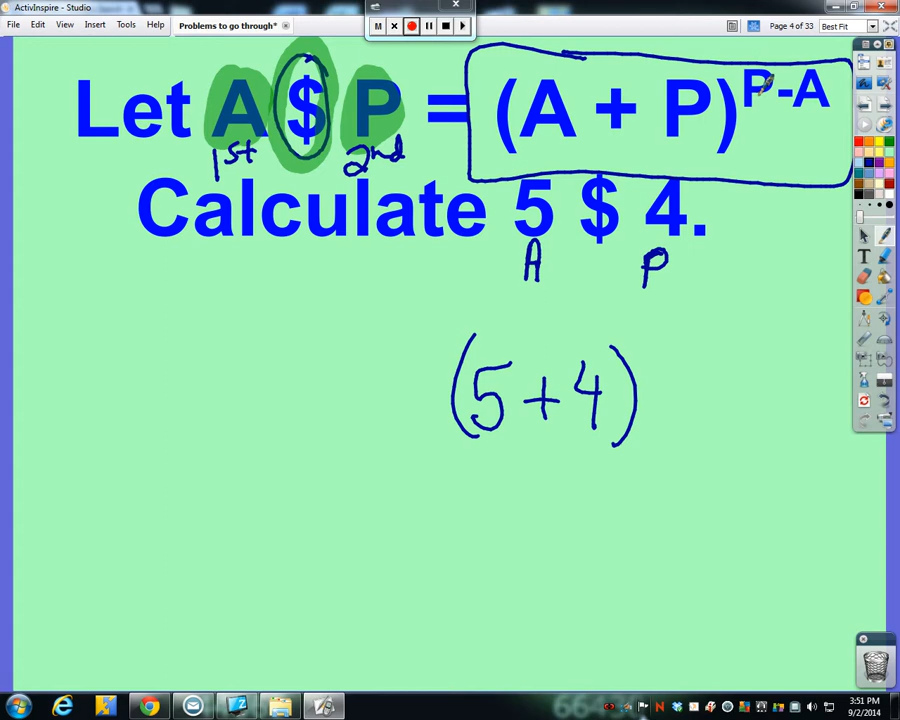 ActivInspire - Studio
File Edit View Insert Tools Help Problems to go through* Page 4 of 33 Best Fit
Let A $ P = (A + P)^P-A
1st 2nd
Calculate 5 $ 4.
A P
(5+4)
3:51 PM
9/2/2014